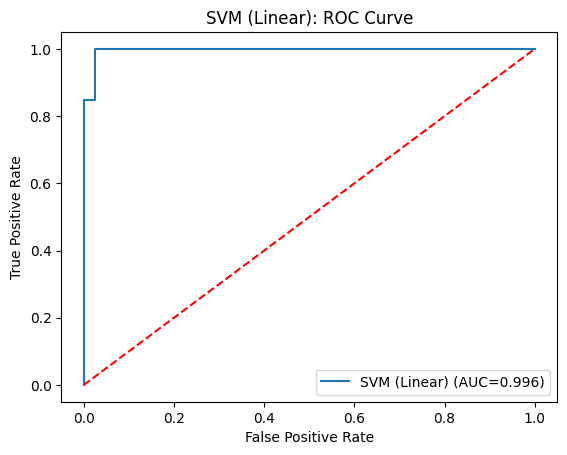 SVM (Linear): ROC Curve
True Positive Rate
1.0
0.8
0.6
0.4
0.2
0.0
SVM (Linear) (AUC=0.996)
0.0 0.2 0.4 0.6 0.8 1.0
False Positive Rate